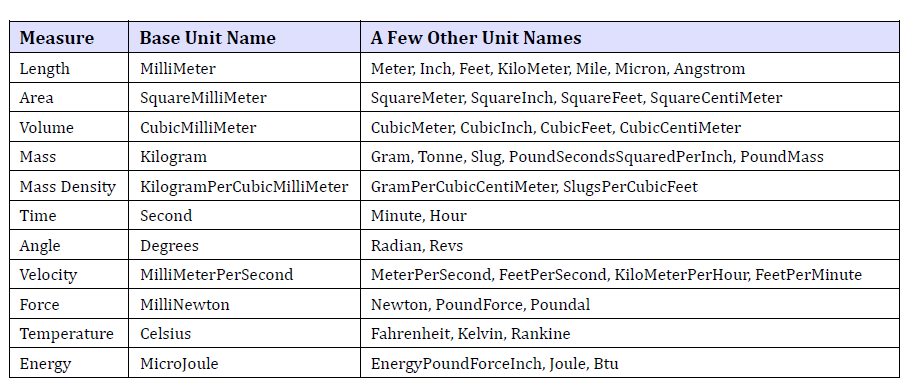 Measure Base Unit Name A Few Other Unit Names
Length MilliMeter Meter, Inch, Feet, KiloMeter, Mile, Micron, Angstrom
Area SquareMilliMeter SquareMeter, SquareInch, SquareFeet, SquareCentiMeter
Volume CubicMilliMeter CubicMeter, CubicInch, CubicFeet, CubicCentiMeter
Mass Kilogram Gram, Tonne, Slug, PoundSecondsSquaredPerInch, PoundMass
Mass Density KilogramPerCubicMilliMeter GramPerCubicCentiMeter, SlugsPerCubicFeet
Time Second Minute, Hour
Angle Degrees Radian, Revs
Velocity MilliMeterPerSecond MeterPerSecond, FeetPerSecond, KiloMeterPerHour, FeetPerMinute
Force MilliNewton Newton, PoundForce, Poundal
Temperature Celsius Fahrenheit, Kelvin, Rankine
Energy MicroJoule EnergyPoundForceInch, Joule, Btu